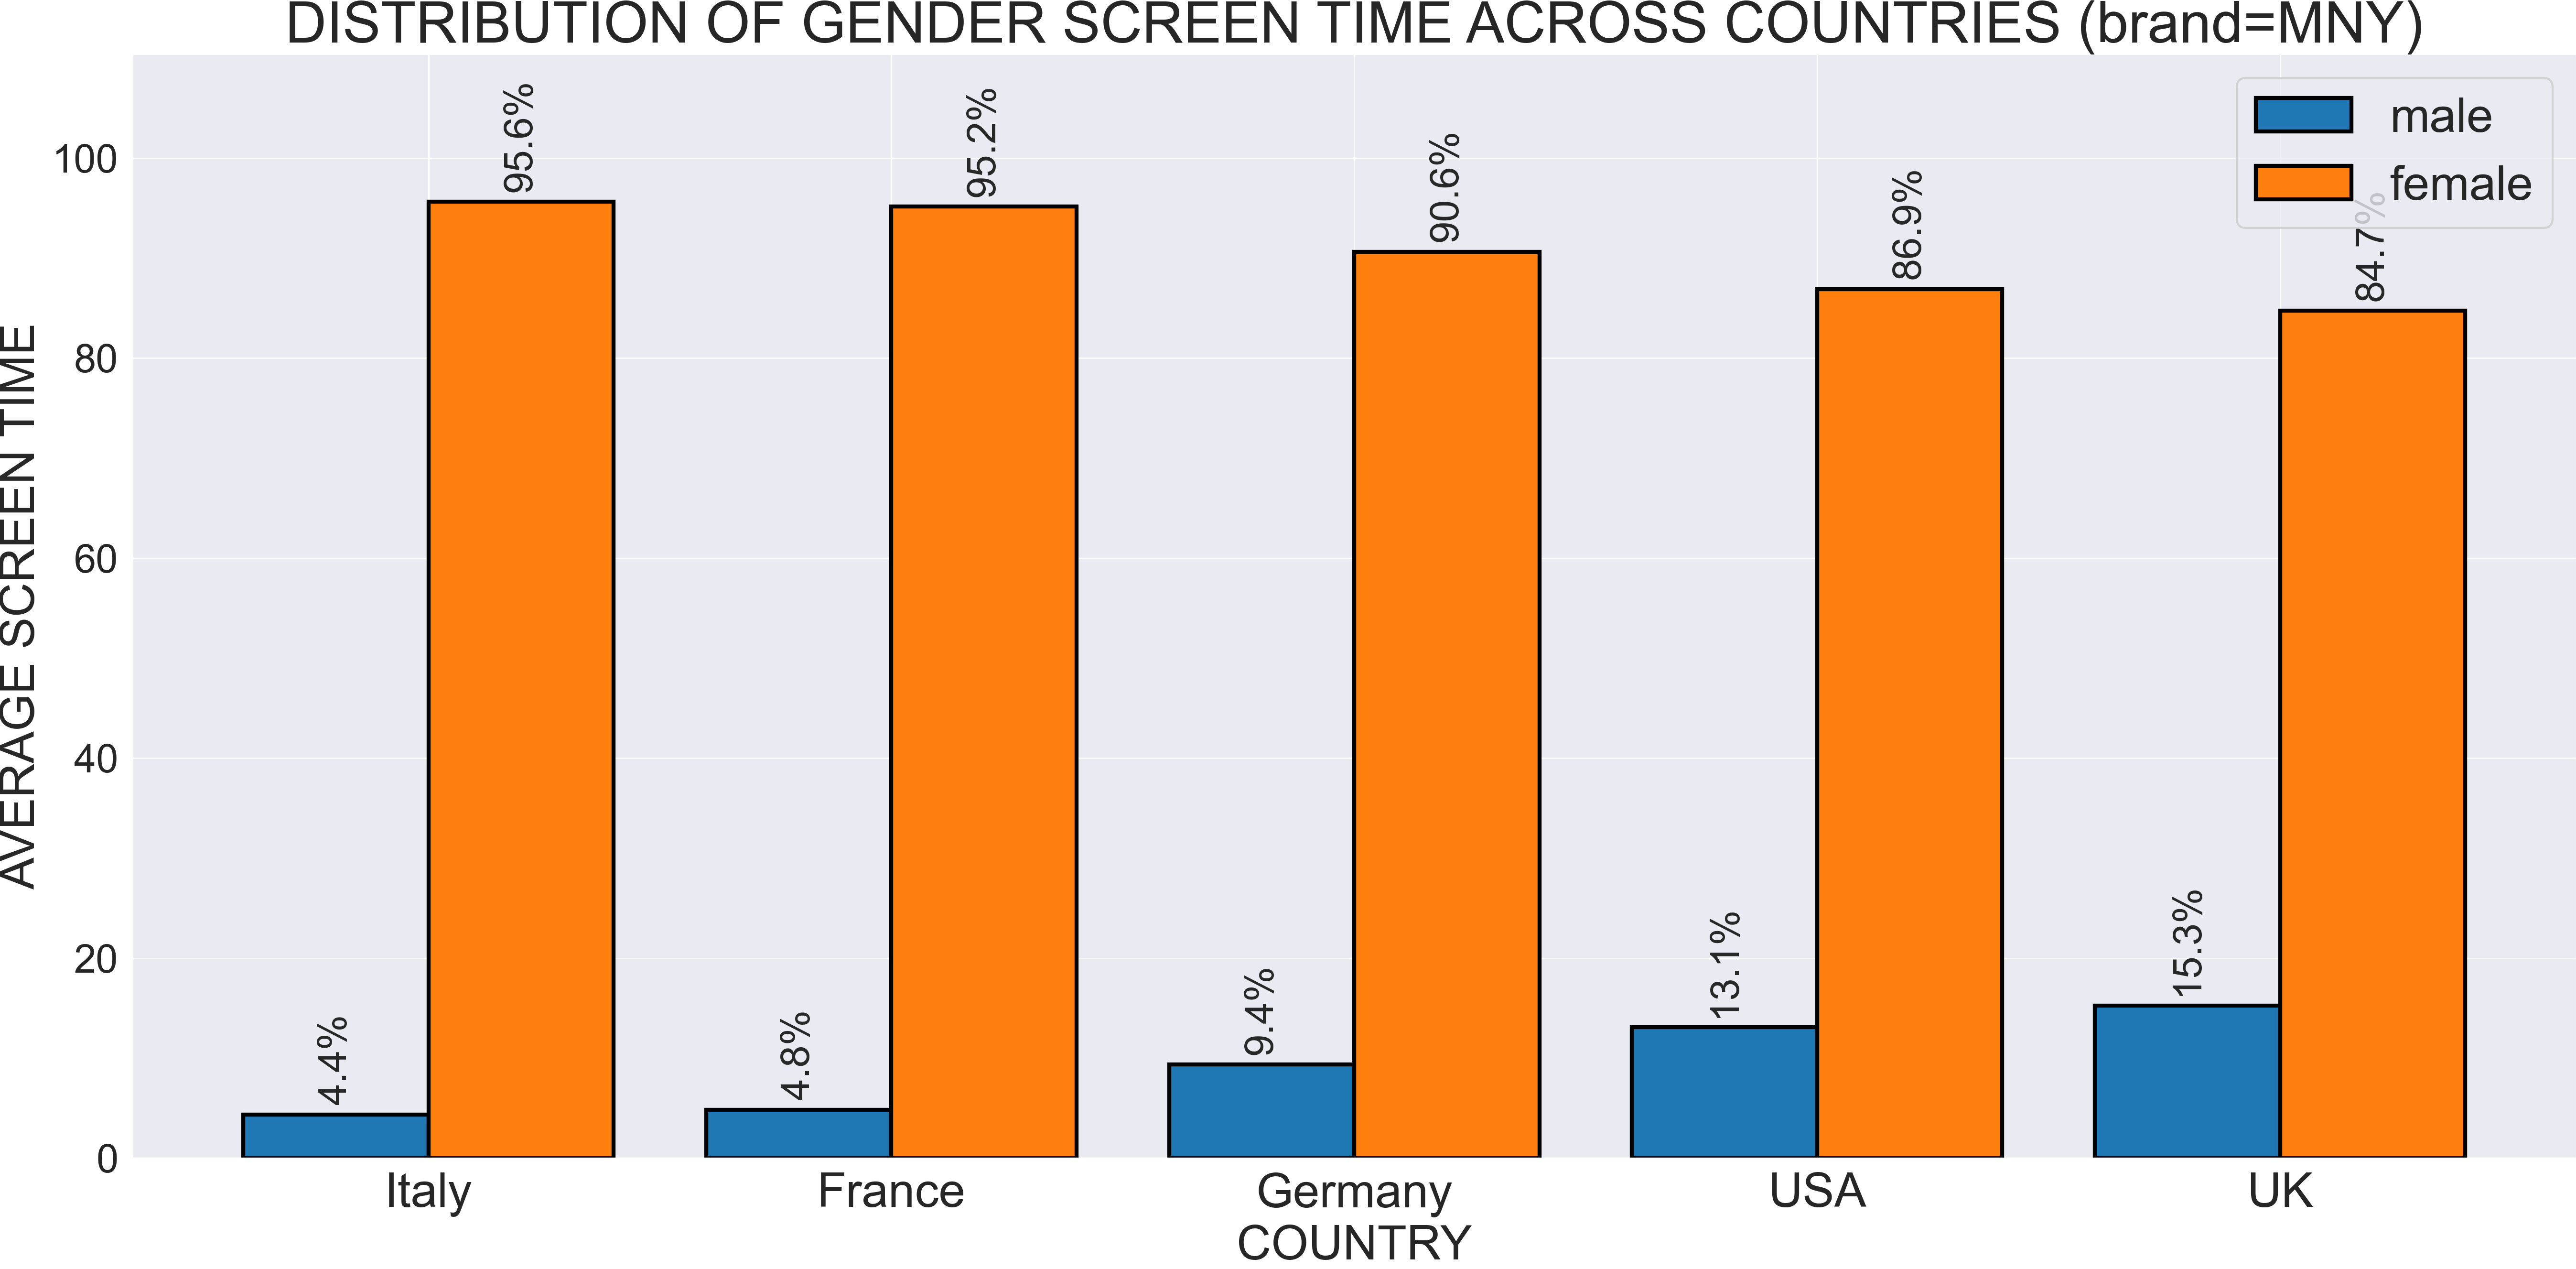 DISTRIBUTION OF GENDER SCREEN TIME ACROSS COUNTRIES (brand=MNY)
male
female
AVERAGE SCREEN TIME
100
80
60
40
20
0
4.4%
95.6%
4.8%
95.2%
9.4%
90.6%
13.1%
86.9%
15.3%
84.7%
Italy
France
Germany
USA
UK
COUNTRY